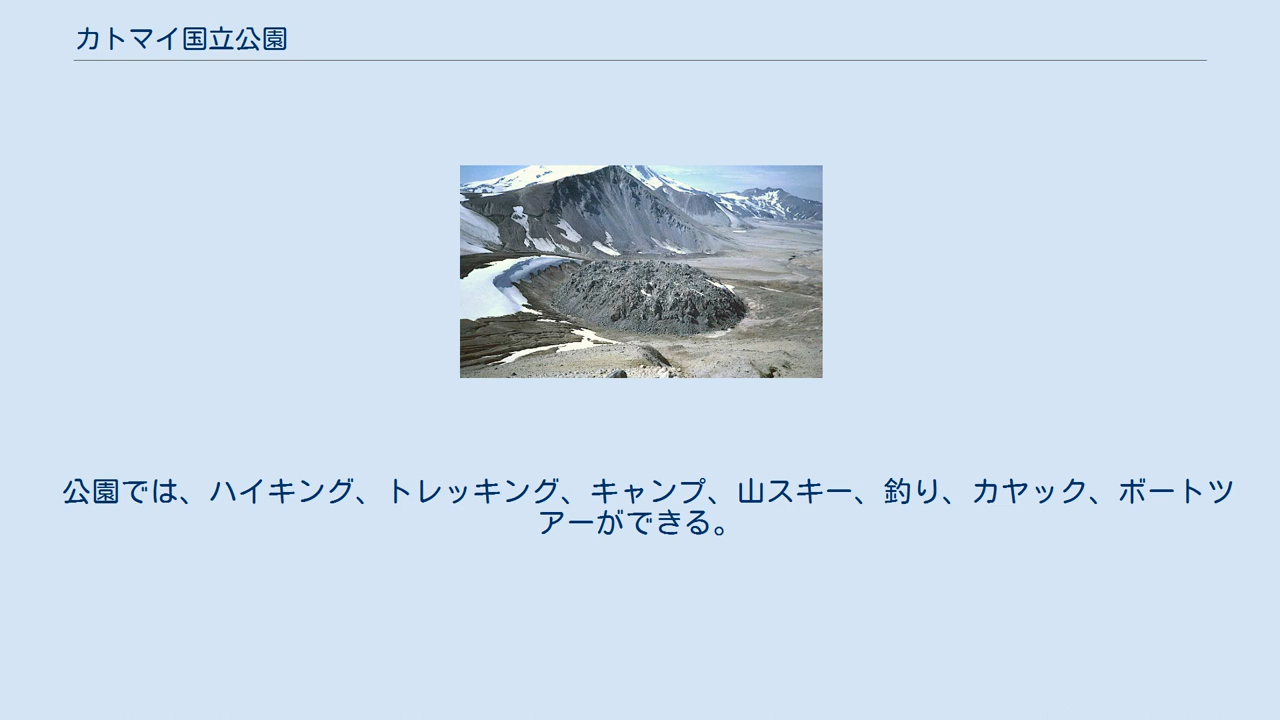 カトマイ国立公園
公園では、ハイキング、トレッキング、キャンプ、山スキー、釣り、カヤック、ボートツ
アーができる。